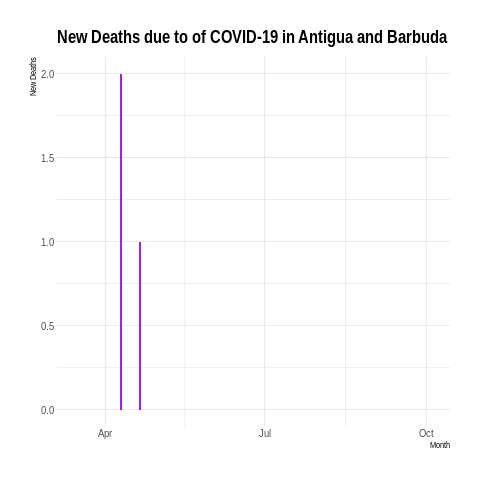 New Deaths due to of COVID-19 in Antigua and Barbuda
New Deaths
2.0
1.5
1.0
0.5
0.0
Apr Jul Oct
Month